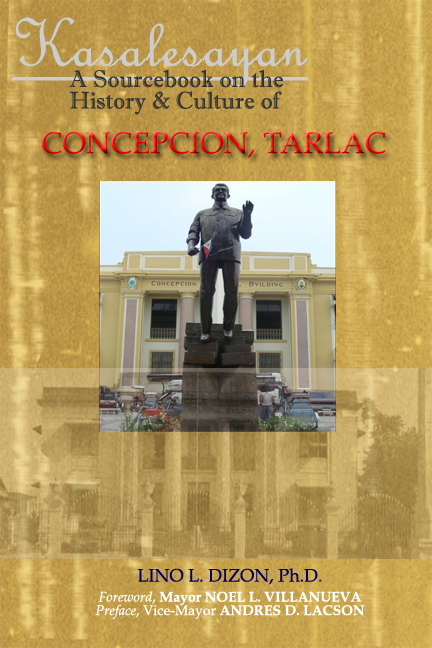 Kasalesayan
A Sourcebook on the
History & Culture of
CONCEPCION, TARLAC
CONCEPCION BUILDING
LINO L. DIZON, Ph.D.
Foreword, Mayor NOEL L. VILLANUEVA
Preface, Vice-Mayor ANDRES D. LACSON